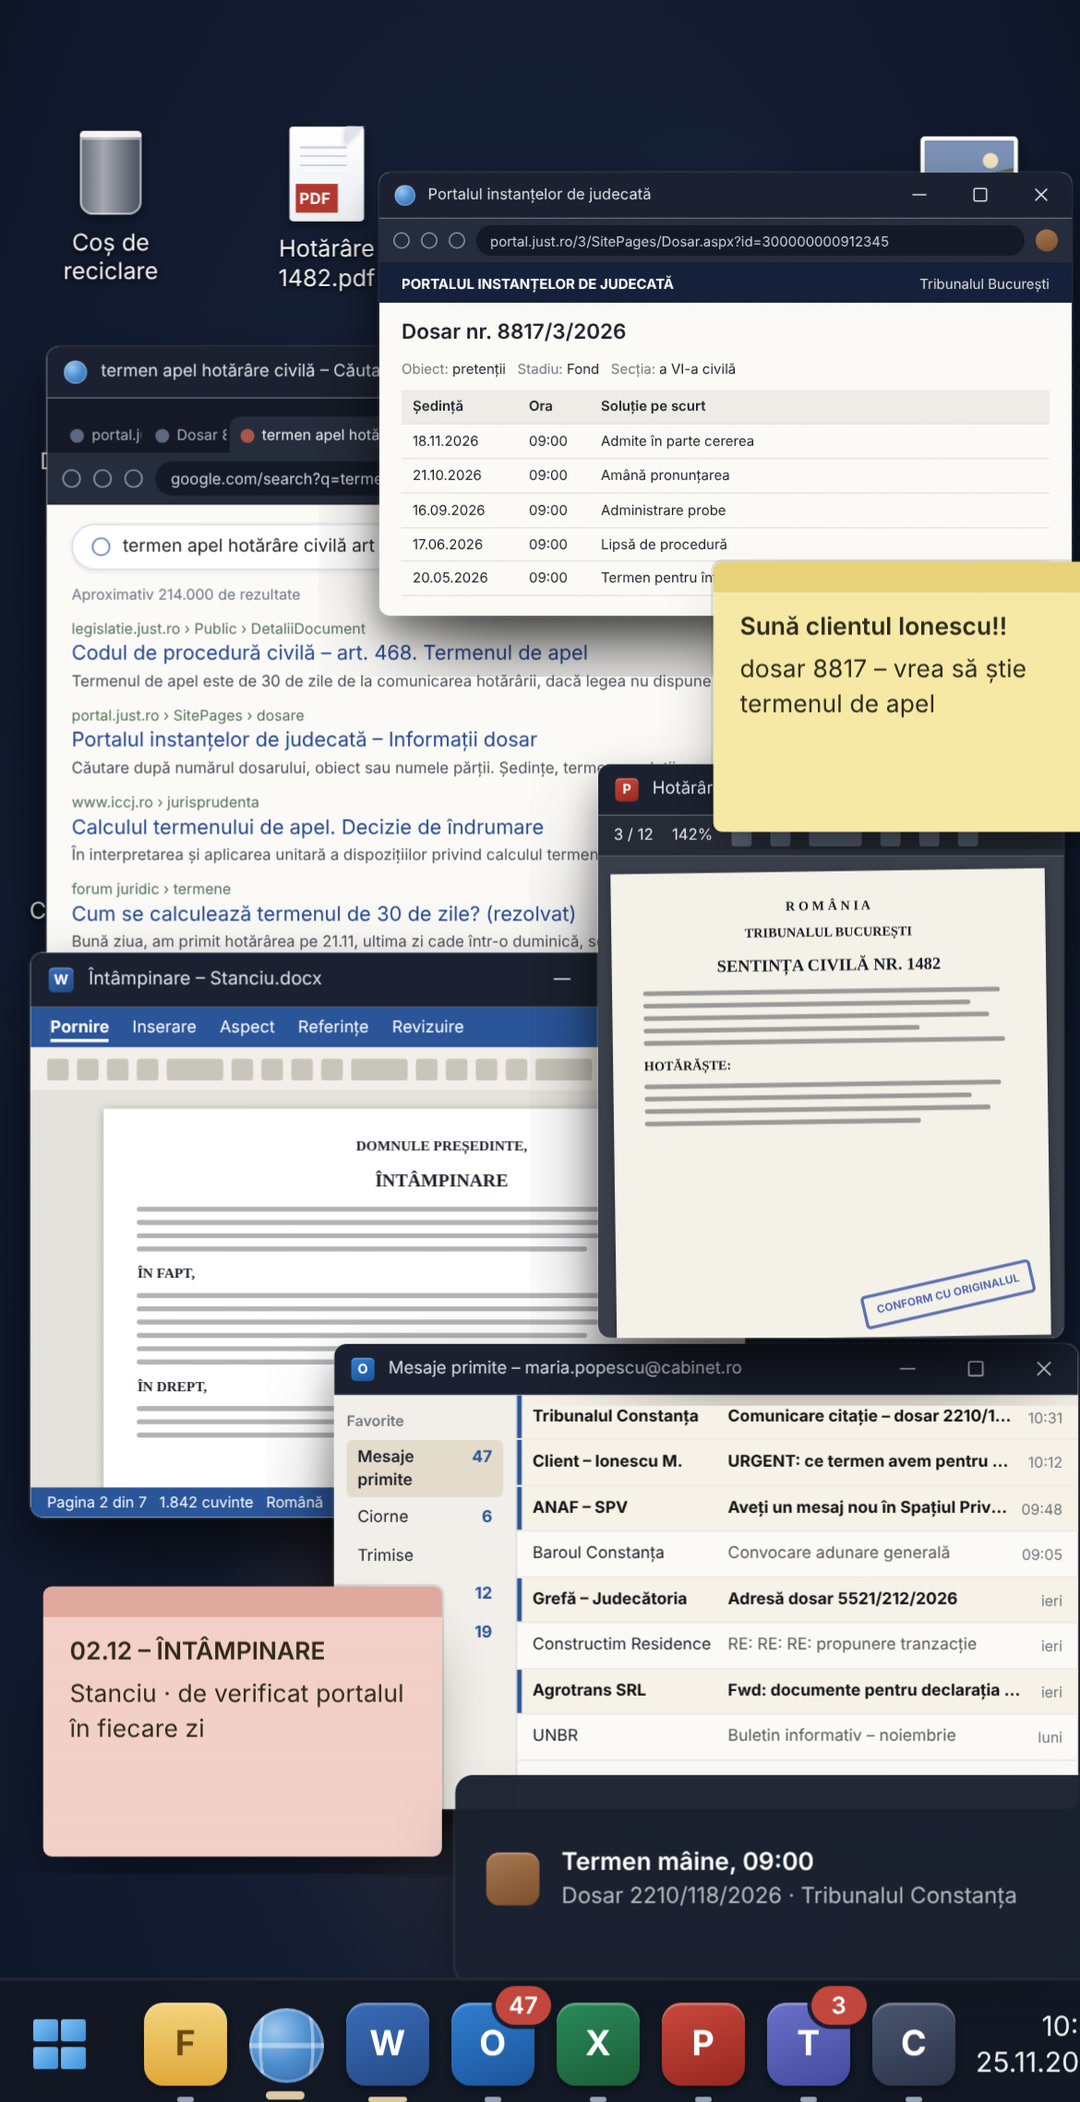 Coș de
reciclare
Hotărâre
1482.pdf
Portalul instanțelor de judecată
portal.just.ro/3/SitePages/Dosar.aspx?id=300000000912345
PORTALUL INSTANȚELOR DE JUDECATĂ
Tribunalul București
Dosar nr. 8817/3/2026
Obiect: pretenții Stadiu: Fond Secția: a VI-a civilă
Ședință Ora Soluție pe scurt
18.11.2026 09:00 Admite în parte cererea
21.10.2026 09:00 Amână pronunțarea
16.09.2026 09:00 Administrare probe
17.06.2026 09:00 Lipsă de procedură
20.05.2026 09:00 Termen pentru
termen apel hotărâre civilă –
Dosar
termen apel
google.com/search?q=terme
termen apel hotărâre civilă art
Aproximativ 214.000 de rezultate
legislatie.just.ro › Public › DetaliiDocument
Codul de procedură civilă – art. 468. Termenul de apel
Termenul de apel este de 30 de zile de la comunicarea hotărârii, dacă legea nu dispune
portal.just.ro › SitePages › dosare
Portalul instanțelor de judecată – Informații dosar
Căutare după numărul dosarului, obiect sau numele părții. Ședințe,
www.iccj.ro › jurisprudenta
Calculul termenului de apel. Decizie de îndrumare
În interpretarea și aplicarea unitară a dispozițiilor privind calculul
forum juridic › termene
Cum se calculează termenul de 30 de zile? (rezolvat)
Bună ziua, am primit hotărârea pe 21.11, ultima zi cade într-o duminică,
Sună clientul Ionescu!!
dosar 8817 – vrea să știe
termenul de apel
P
3 / 12 142%
ROMÂNIA
TRIBUNALUL BUCUREȘTI
SENTINȚA CIVILĂ NR. 1482
HOTĂRĂȘTE:
CONFORM CU ORIGINALUL
W Întâmpinare – Stanciu.docx
Pornire Inserare Aspect Referințe Revizuire
DOMNULE PREȘEDINTE,
ÎNTÂMPINARE
ÎN FAPT,
ÎN DREPT,
Pagina 2 din 7 1.842 cuvinte Română
O Mesaje primite – maria.popescu@cabinet.ro
Favorite
Mesaje
primite 47
Ciorne 6
Trimise
12
19
Tribunalul Constanța Comunicare citație – dosar 2210/1... 10:31
Client – Ionescu M. URGENT: ce termen avem pentru ... 10:12
ANAF – SPV Aveți un mesaj nou în Spațiul Priv... 09:48
Baroul Constanța Convocare adunare generală 09:05
Grefă – Judecătoria Adresă dosar 5521/212/2026 ieri
Constructim Residence RE: RE: RE: propunere tranzacție ieri
Agrotrans SRL Fwd: documente pentru declarația ... ieri
UNBR Buletin informativ – noiembrie luni
02.12 – ÎNTÂMPINARE
Stanciu · de verificat portalul
în fiecare zi
Termen mâine, 09:00
Dosar 2210/118/2026 · Tribunalul Constanța
F W O 47 X P T 3 C
10:
25.11.20